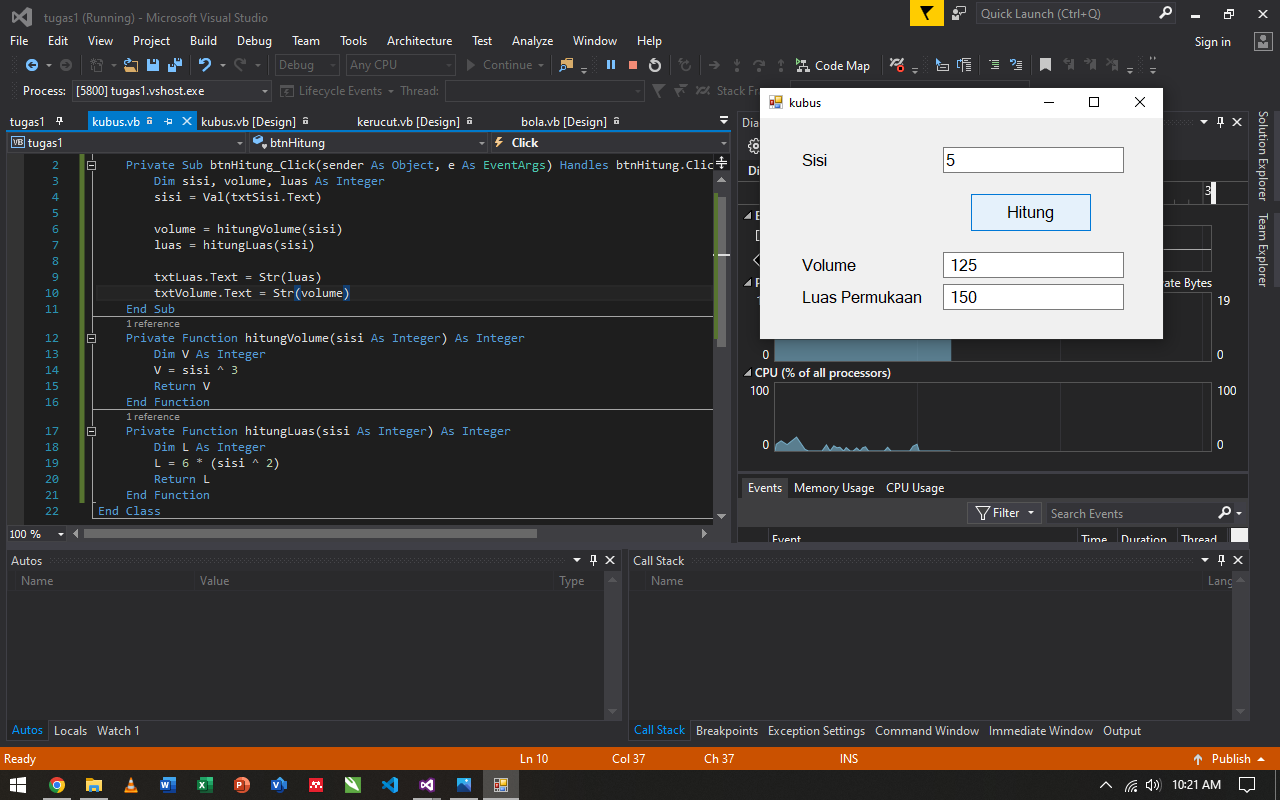 tugas1 (Running) - Microsoft Visual Studio
Quick Launch (Ctrl+Q)
File Edit View Project Build Debug Team Tools Architecture Test Analyze Window Help
Sign in
Debug Any CPU Continue Code Map
Process: [5800] tugas1.vshost.exe Lifecycle Events Thread: Stack Fr
tugas1 kubus.vb kubus.vb [Design] kerucut.vb [Design] bola.vb [Design]
tugas1 btnHitung Click
2 Private Sub btnHitung_Click(sender As Object, e As EventArgs) Handles btnHitung.Clic
3 Dim sisi, volume, luas As Integer
4 sisi = Val(txtSisi.Text)
5
6 volume = hitungVolume(sisi)
7 luas = hitungLuas(sisi)
8
9 txtLuas.Text = Str(luas)
10 txtVolume.Text = Str(volume)
11 End Sub
1 reference
12 Private Function hitungVolume(sisi As Integer) As Integer
13 Dim V As Integer
14 V = sisi ^ 3
15 Return V
16 End Function
1 reference
17 Private Function hitungLuas(sisi As Integer) As Integer
18 Dim L As Integer
19 L = 6 * (sisi ^ 2)
20 Return L
21 End Function
22 End Class
100 %
kubus
Sisi 5
Hitung
Volume 125
Luas Permukaan 150
Dia
Di
3
E
P
ate Bytes
1
19
0 0
CPU (% of all processors)
100 100
0 0
Events Memory Usage CPU Usage
Filter Search Events
Event Time Duration Thread
Solution Explorer
Team Explorer
Autos
Name Value Type
Autos Locals Watch 1
Call Stack
Name Lang
Call Stack Breakpoints Exception Settings Command Window Immediate Window Output
Ready Ln 10 Col 37 Ch 37 INS Publish
10:21 AM